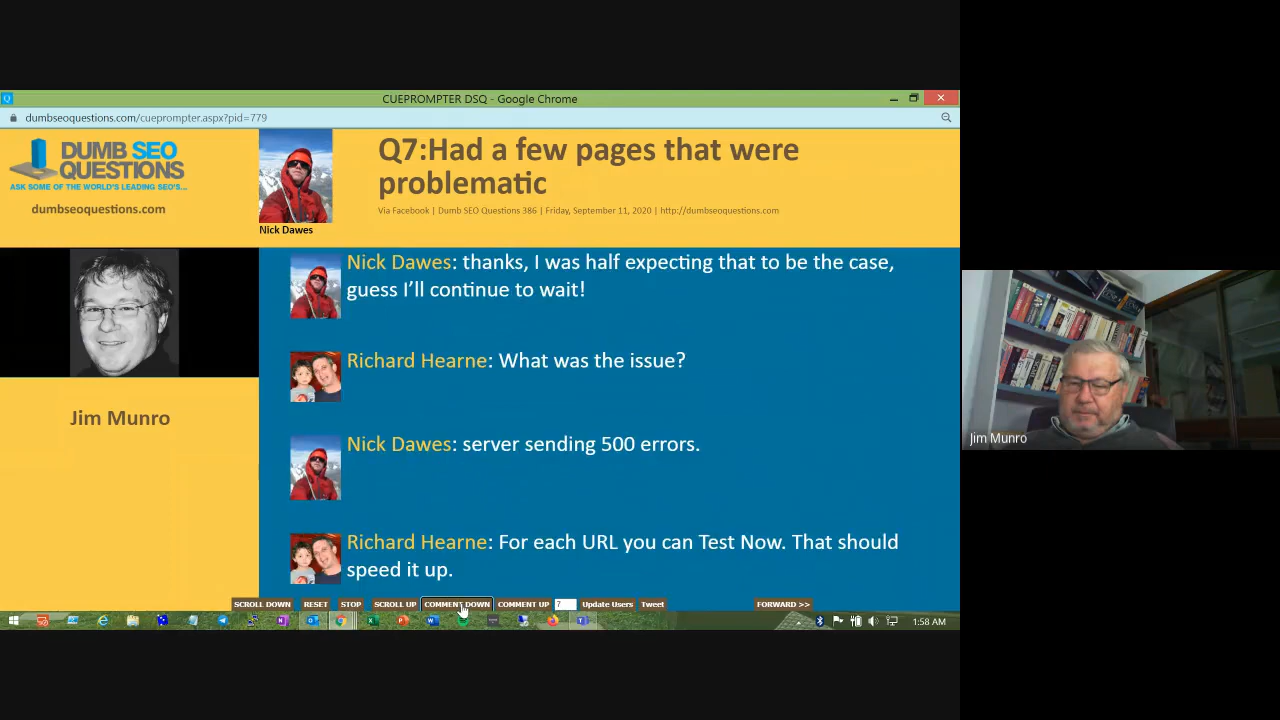 CUEPROMPTER DSQ - Google Chrome
dumbseoquestions.com/cueprompter.aspx?pid=779
DUMB SEO
QUESTIONS
ASK SOME OF THE WORLD'S LEADING SEO'S...
dumbseoquestions.com
Nick Dawes
Q7:Had a few pages that were
problematic
Via Facebook | Dumb SEO Questions 386 | Friday, September 11, 2020 | http://dumbseoquestions.com
Jim Munro
Nick Dawes: thanks, I was half expecting that to be the case,
guess I'll continue to wait!
Richard Hearne: What was the issue?
Nick Dawes: server sending 500 errors.
Richard Hearne: For each URL you can Test Now. That should
speed it up.
SCROLL DOWN RESET STOP SCROLL UP COMMENT DOWN COMMENT UP 7 Update Users Tweet FORWARD >>
1:58 AM
Jim Munro